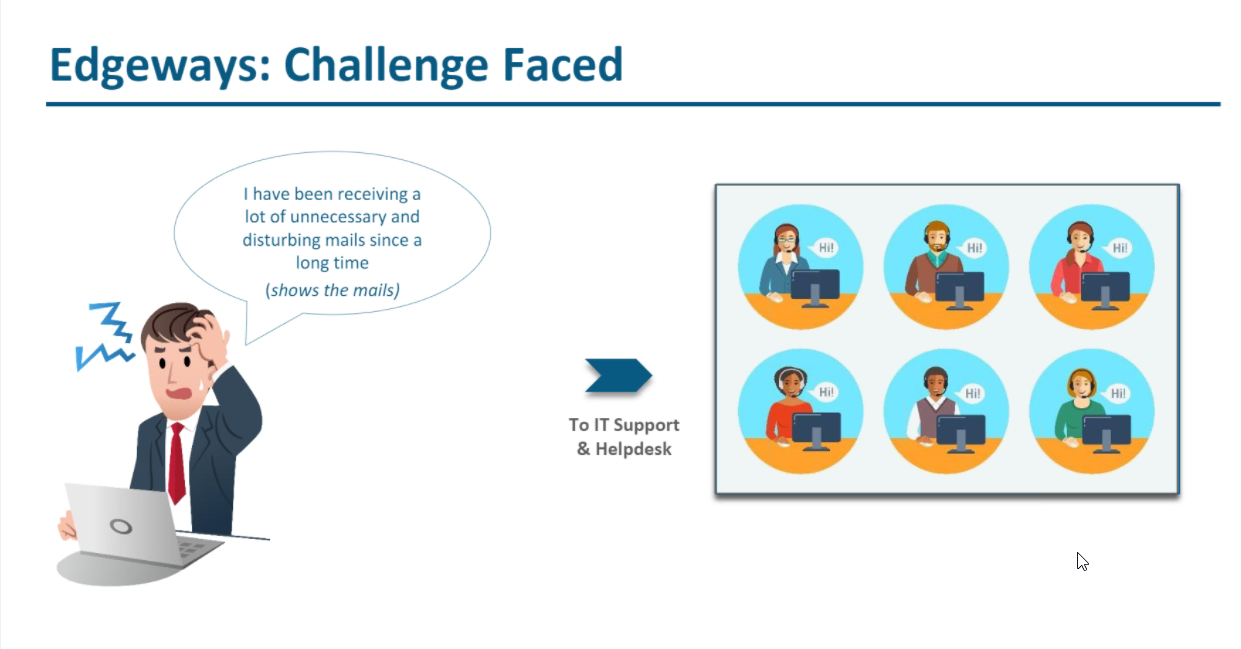 Edgeways: Challenge Faced
I have been receiving a
lot of unnecessary and
disturbing mails since a
long time
(shows the mails)
To IT Support
& Helpdesk
Hi!
Hi!
Hi!
Hi!
Hi!
Hi!